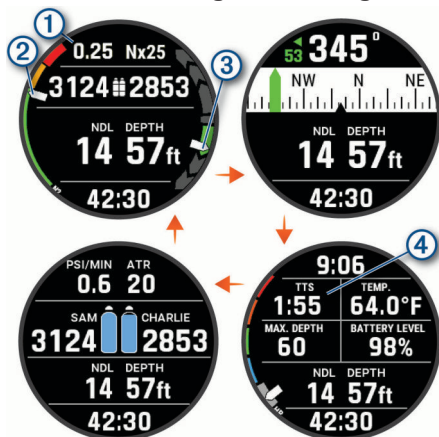 1
0.25 Nx25
2
3124 2853
3
NDL DEPTH
14 57ft
42:30
53 345°
NW N NE
NDL DEPTH
14 57ft
42:30
PSI/MIN ATR
0.6 20
SAM CHARLIE
3124 2853
NDL DEPTH
14 57ft
42:30
4
9:06
TTS TEMP.
1:55 64.0°F
MAX. DEPTH BATTERY LEVEL
60 98%
NDL DEPTH
14 57ft
42:30